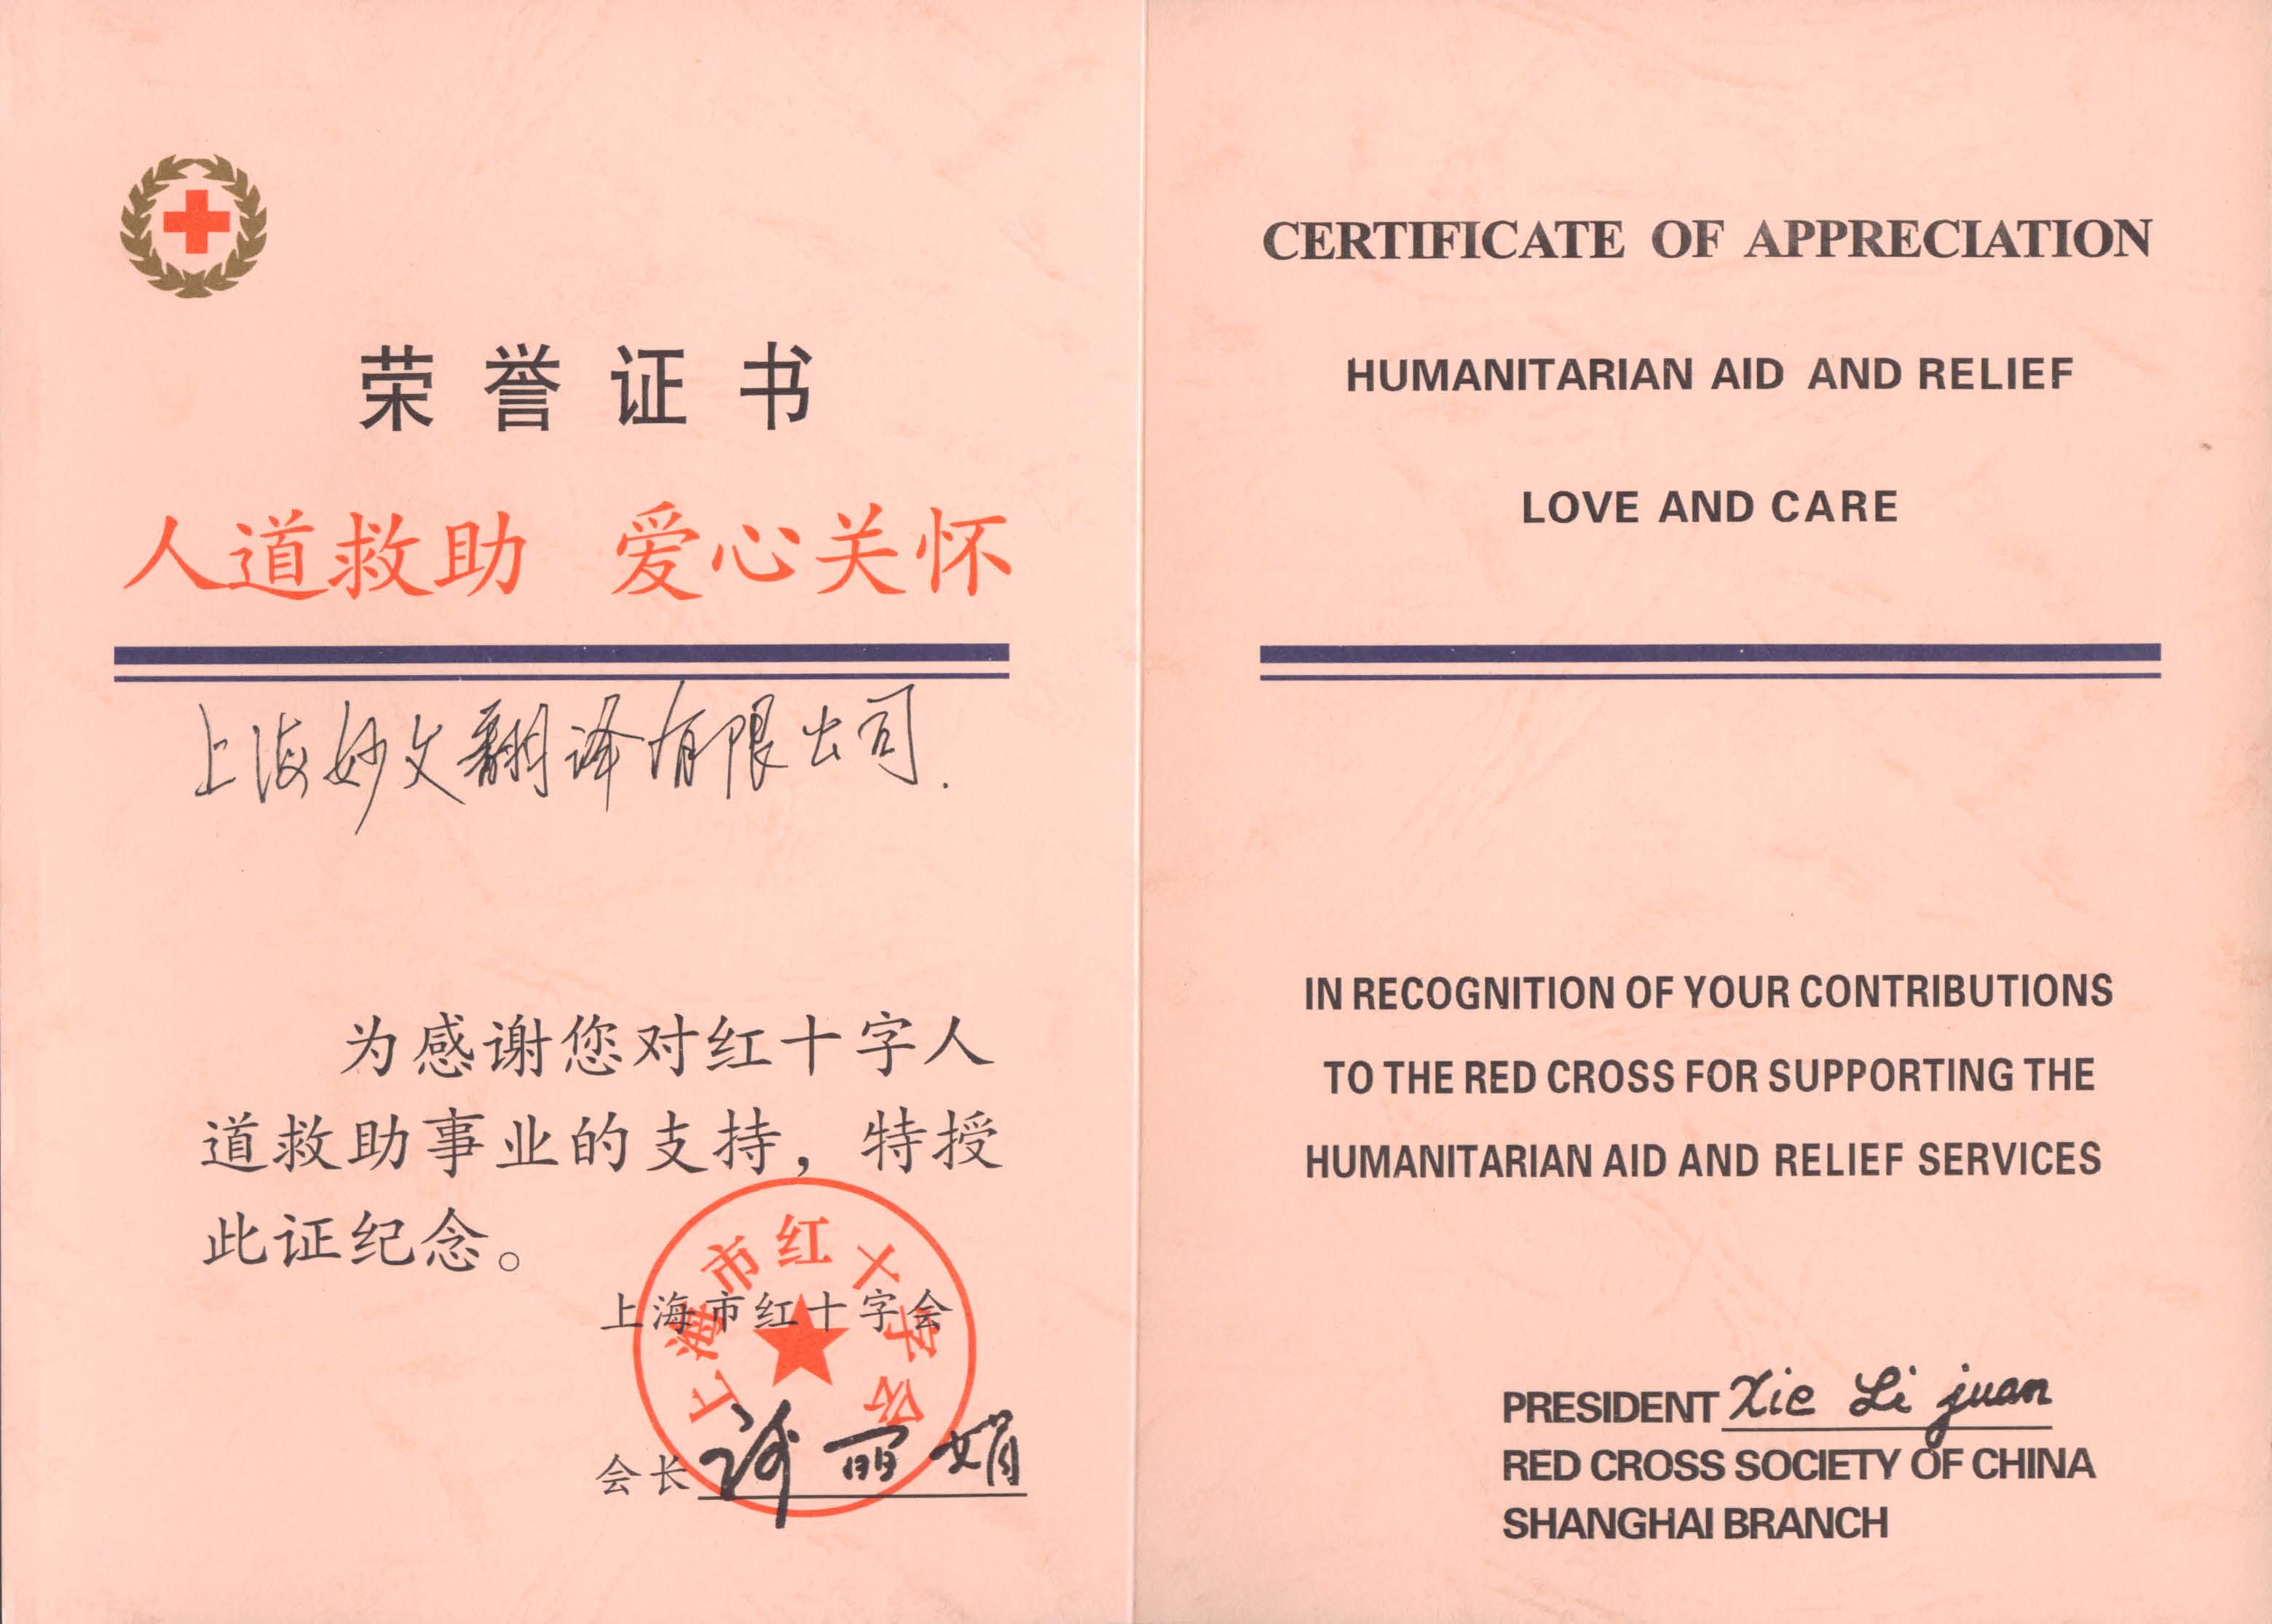 荣誉证书
人道救助 爱心关怀
上海妙文翻译有限公司.
为感谢您对红十字人
道救助事业的支持，特授
此证纪念。
上海市红十字会
上海市红十字会
会长 谢丽娟
CERTIFICATE OF APPRECIATION
HUMANITARIAN AID AND RELIEF
LOVE AND CARE
IN RECOGNITION OF YOUR CONTRIBUTIONS
TO THE RED CROSS FOR SUPPORTING THE
HUMANITARIAN AID AND RELIEF SERVICES
PRESIDENT Xie Li juan
RED CROSS SOCIETY OF CHINA
SHANGHAI BRANCH